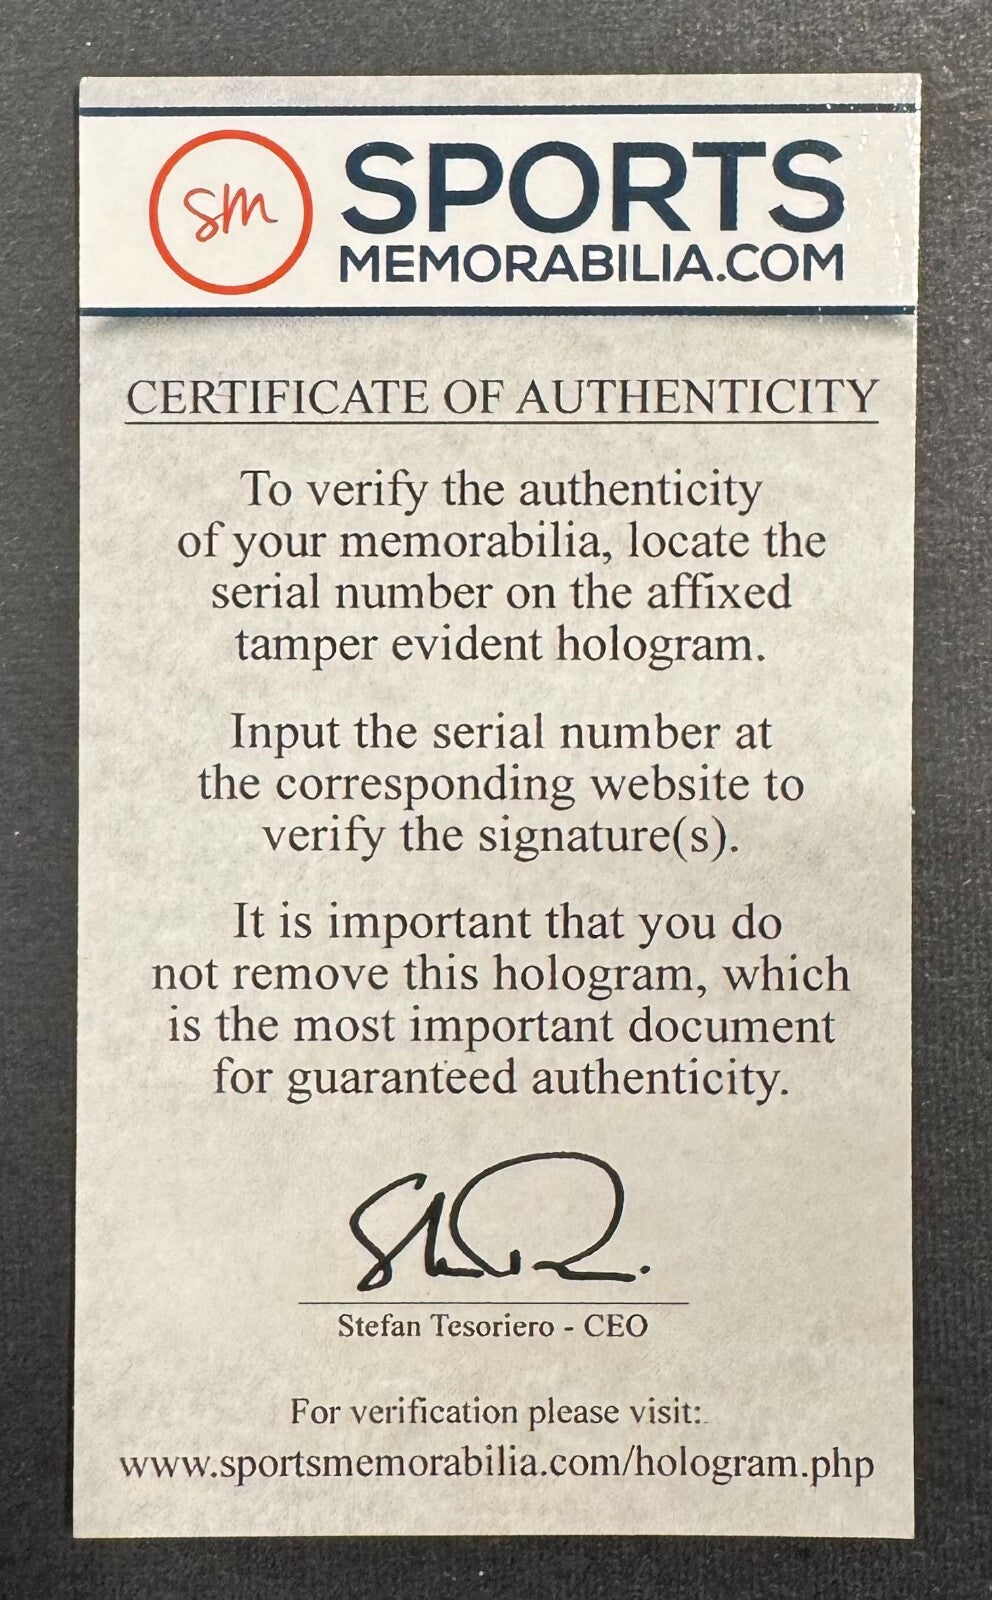 sm
SPORTS
MEMORABILIA.COM
CERTIFICATE OF AUTHENTICITY
To verify the authenticity
of your memorabilia, locate the
serial number on the affixed
tamper evident hologram.
Input the serial number at
the corresponding website to
verify the signature(s).
It is important that you do
not remove this hologram, which
is the most important document
for guaranteed authenticity.
Stefan Tesoriero - CEO
For verification please visit:
www.sportsmemorabilia.com/hologram.php